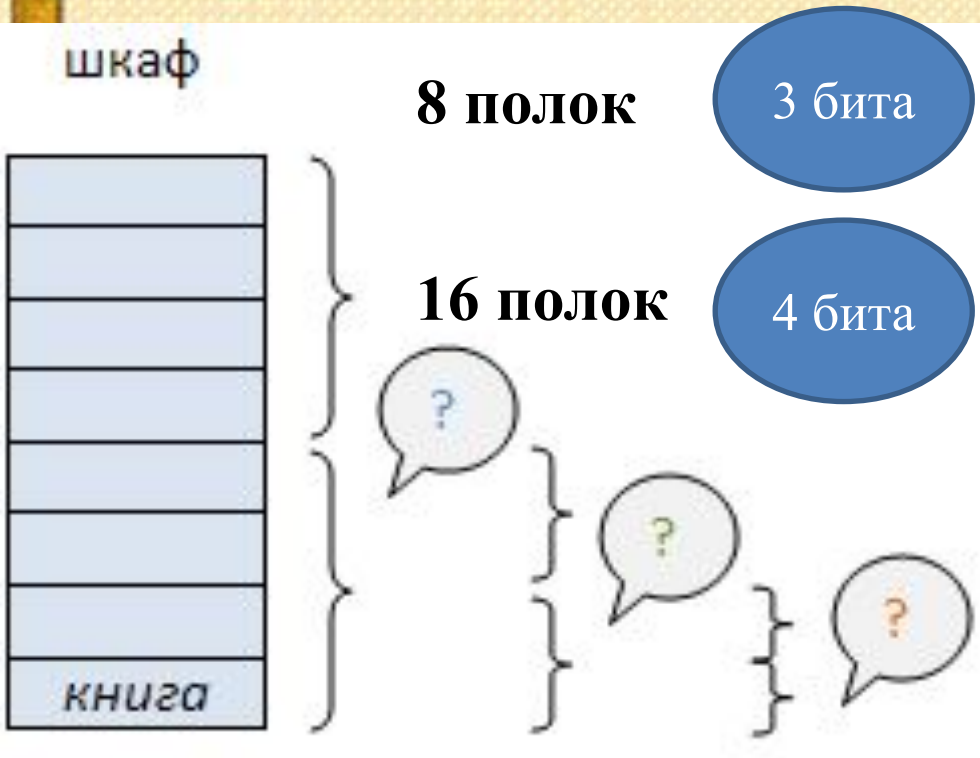 шкаф
8 полок
3 бита
16 полок
4 бита
?
?
?
книга